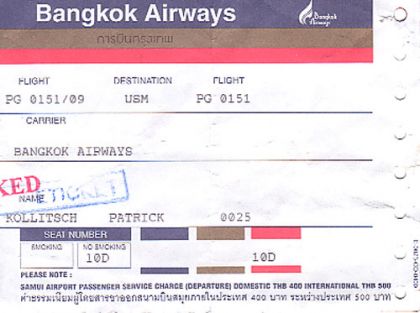 Bangkok Airways
Bangkok Airways
การบินกรุงเทพ
FLIGHT DESTINATION FLIGHT
PG 0151/09 USM PG 0151
CARRIER
BANGKOK AIRWAYS
KED
TICKET
NAME
KOLLITSCH PATRICK 0025
SEAT NUMBER
SMOKING NO SMOKING
10D 10D
PLEASE NOTE :
SAMUI AIRPORT PASSENGER SERVICE CHARGE (DEPARTURE) DOMESTIC THB 400 INTERNATIONAL THB 500
ค่าธรรมเนียมผู้โดยสารขาออกสนามบินสมุยภายในประเทศ 400 บาท ระหว่างประเทศ 500 บาท